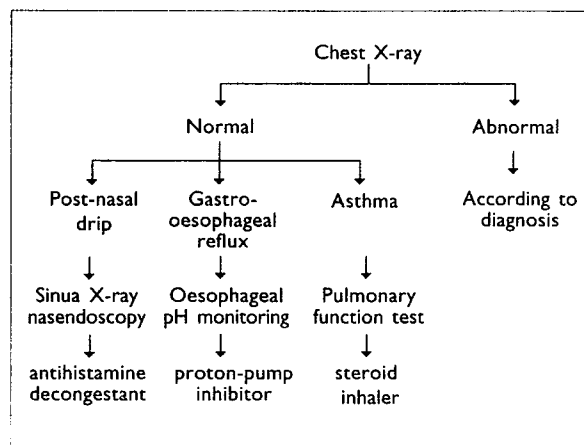 Chest X-ray
Normal
Abnormal
Post-nasal
drip
Gastro-
oesophageal
reflux
Asthma
According to
diagnosis
Sinua X-ray
nasendoscopy
Oesophageal
pH monitoring
Pulmonary
function test
antihistamine
decongestant
proton-pump
inhibitor
steroid
inhaler